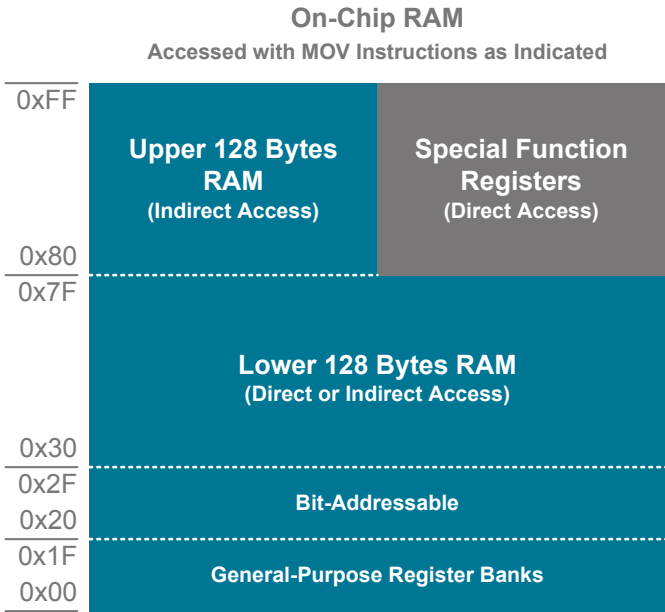 On-Chip RAM
Accessed with MOV Instructions as Indicated
0xFF
Upper 128 Bytes
RAM
(Indirect Access)
Special Function
Registers
(Direct Access)
0x80
0x7F
Lower 128 Bytes RAM
(Direct or Indirect Access)
0x30
0x2F
Bit-Addressable
0x20
0x1F
General-Purpose Register Banks
0x00